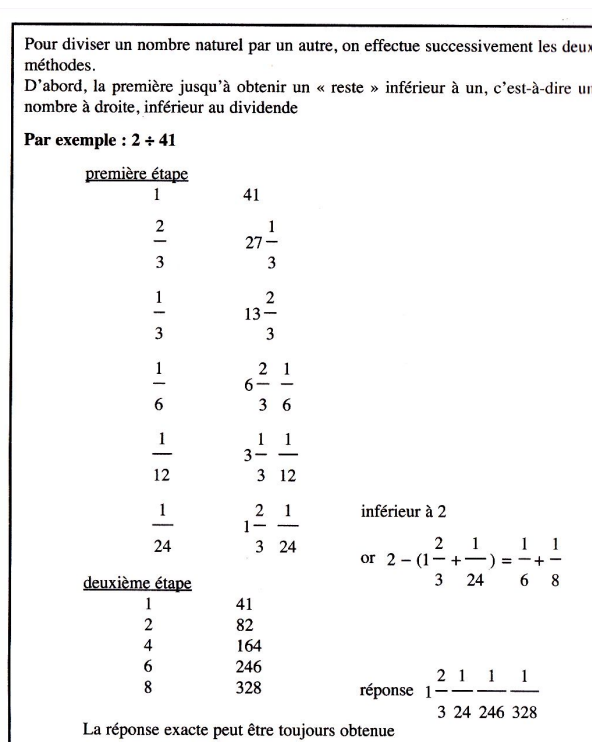 Pour diviser un nombre naturel par un autre, on effectue successivement les deux
méthodes.
D'abord, la première jusqu'à obtenir un « reste » inférieur à un, c'est-à-dire un
nombre à droite, inférieur au dividende
Par exemple : 2 ÷ 41
première étape
1 41
2/3 27 1/3
1/3 13 2/3
1/6 6 2/3 1/6
1/12 3 1/3 1/12
1/24 1 2/3 1/24 inférieur à 2
or 2 – (1 2/3 + 1/24 ) = 1/6 + 1/8
deuxième étape
1 41
2 82
4 164
6 246
8 328
réponse 1 2/3 1/24 1/246 1/328
La réponse exacte peut être toujours obtenue